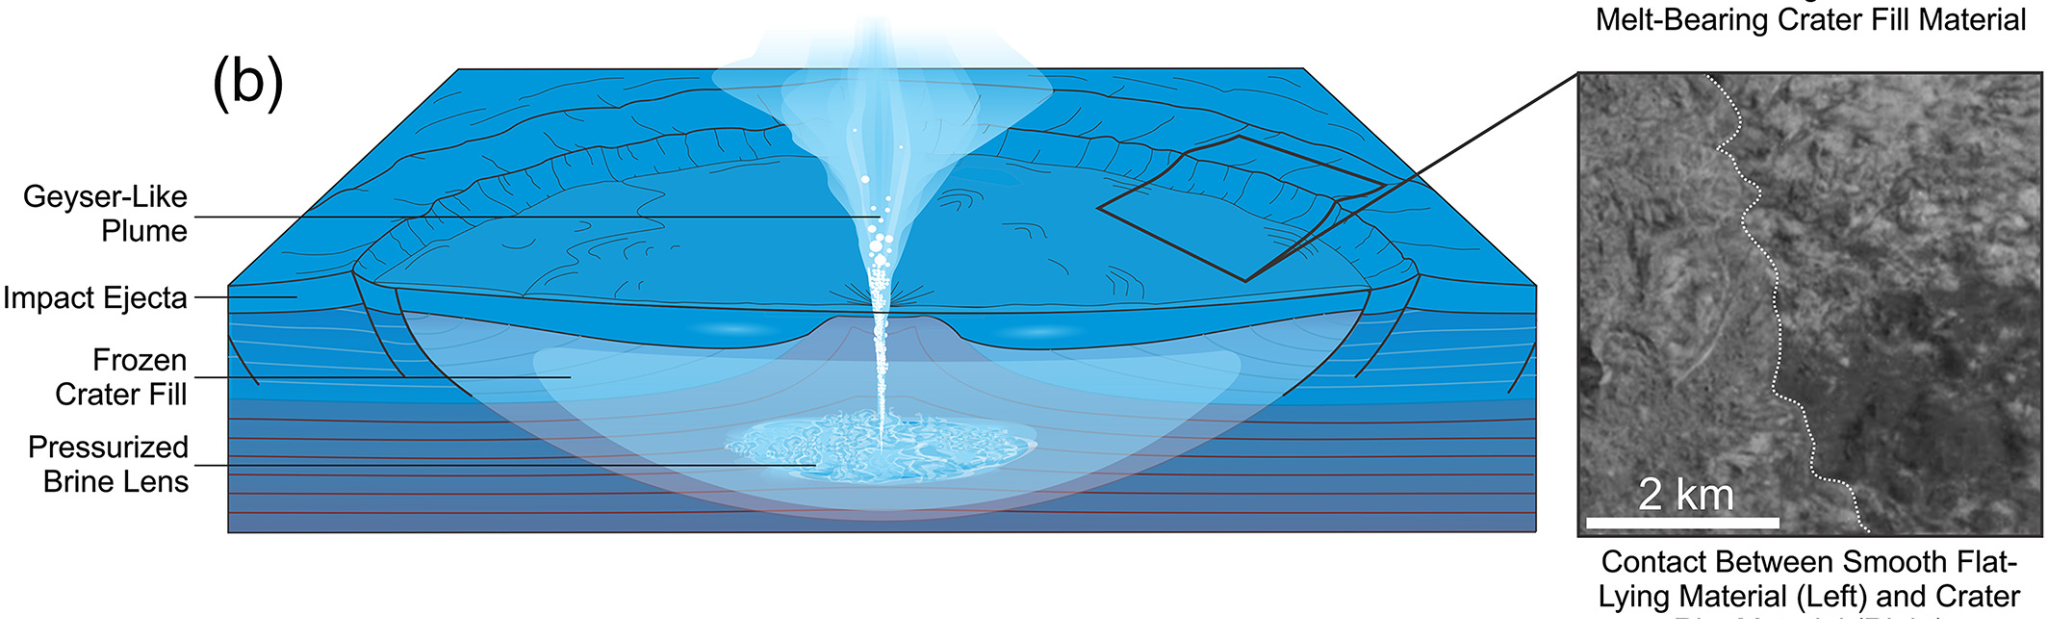 Melt-Bearing Crater Fill Material
(b)
Geyser-Like
Plume
Impact Ejecta
Frozen
Crater Fill
Pressurized
Brine Lens
2 km
Contact Between Smooth Flat-
Lying Material (Left) and Crater